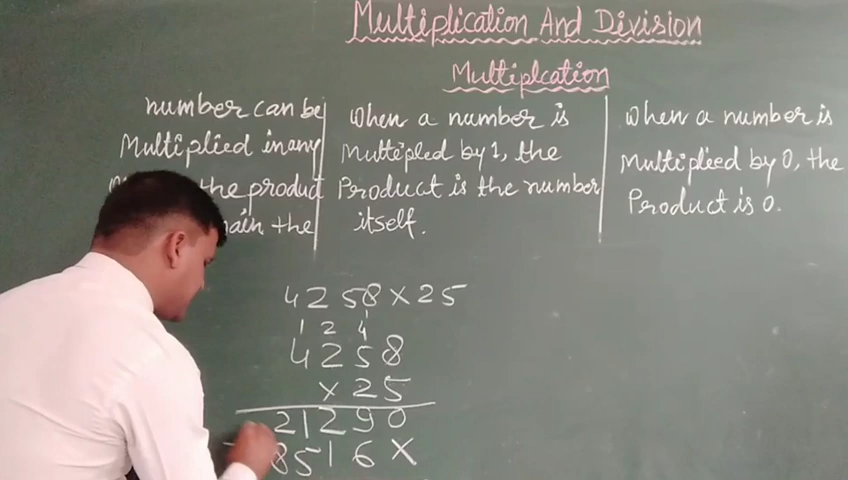 Multiplication And Division
Multiplcation
number can be
Multiplied in any
the product
the
When a number is
Multipled by 1, the
Product is the number
itself.
When a number is
Multiplied by 0, the
Product is 0.
4258 × 25
1 2 4 1
4258
× 25
21290
8516 ×